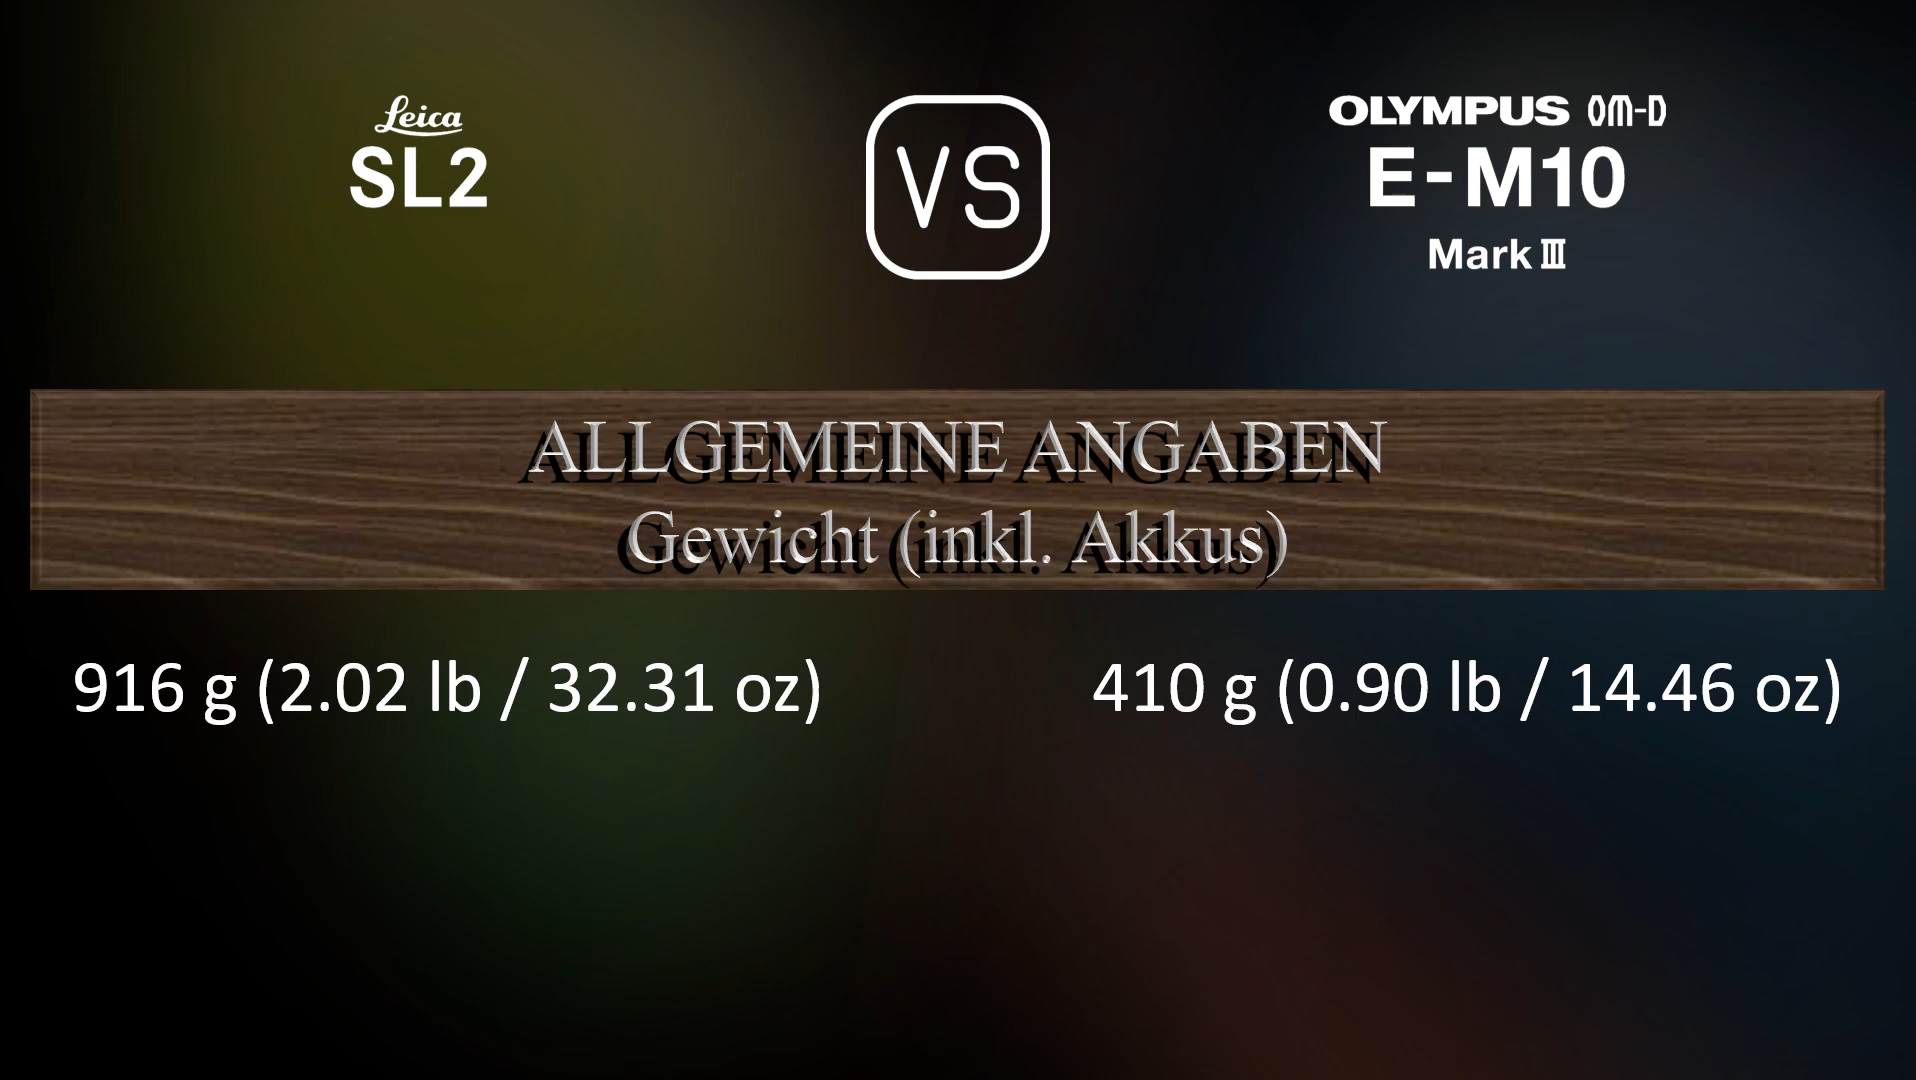 Leica
SL2
VS
OLYMPUS OM-D
E-M10
Mark III
ALLGEMEINE ANGABEN
Gewicht (inkl. Akkus)
916 g (2.02 lb / 32.31 oz)
410 g (0.90 lb / 14.46 oz)